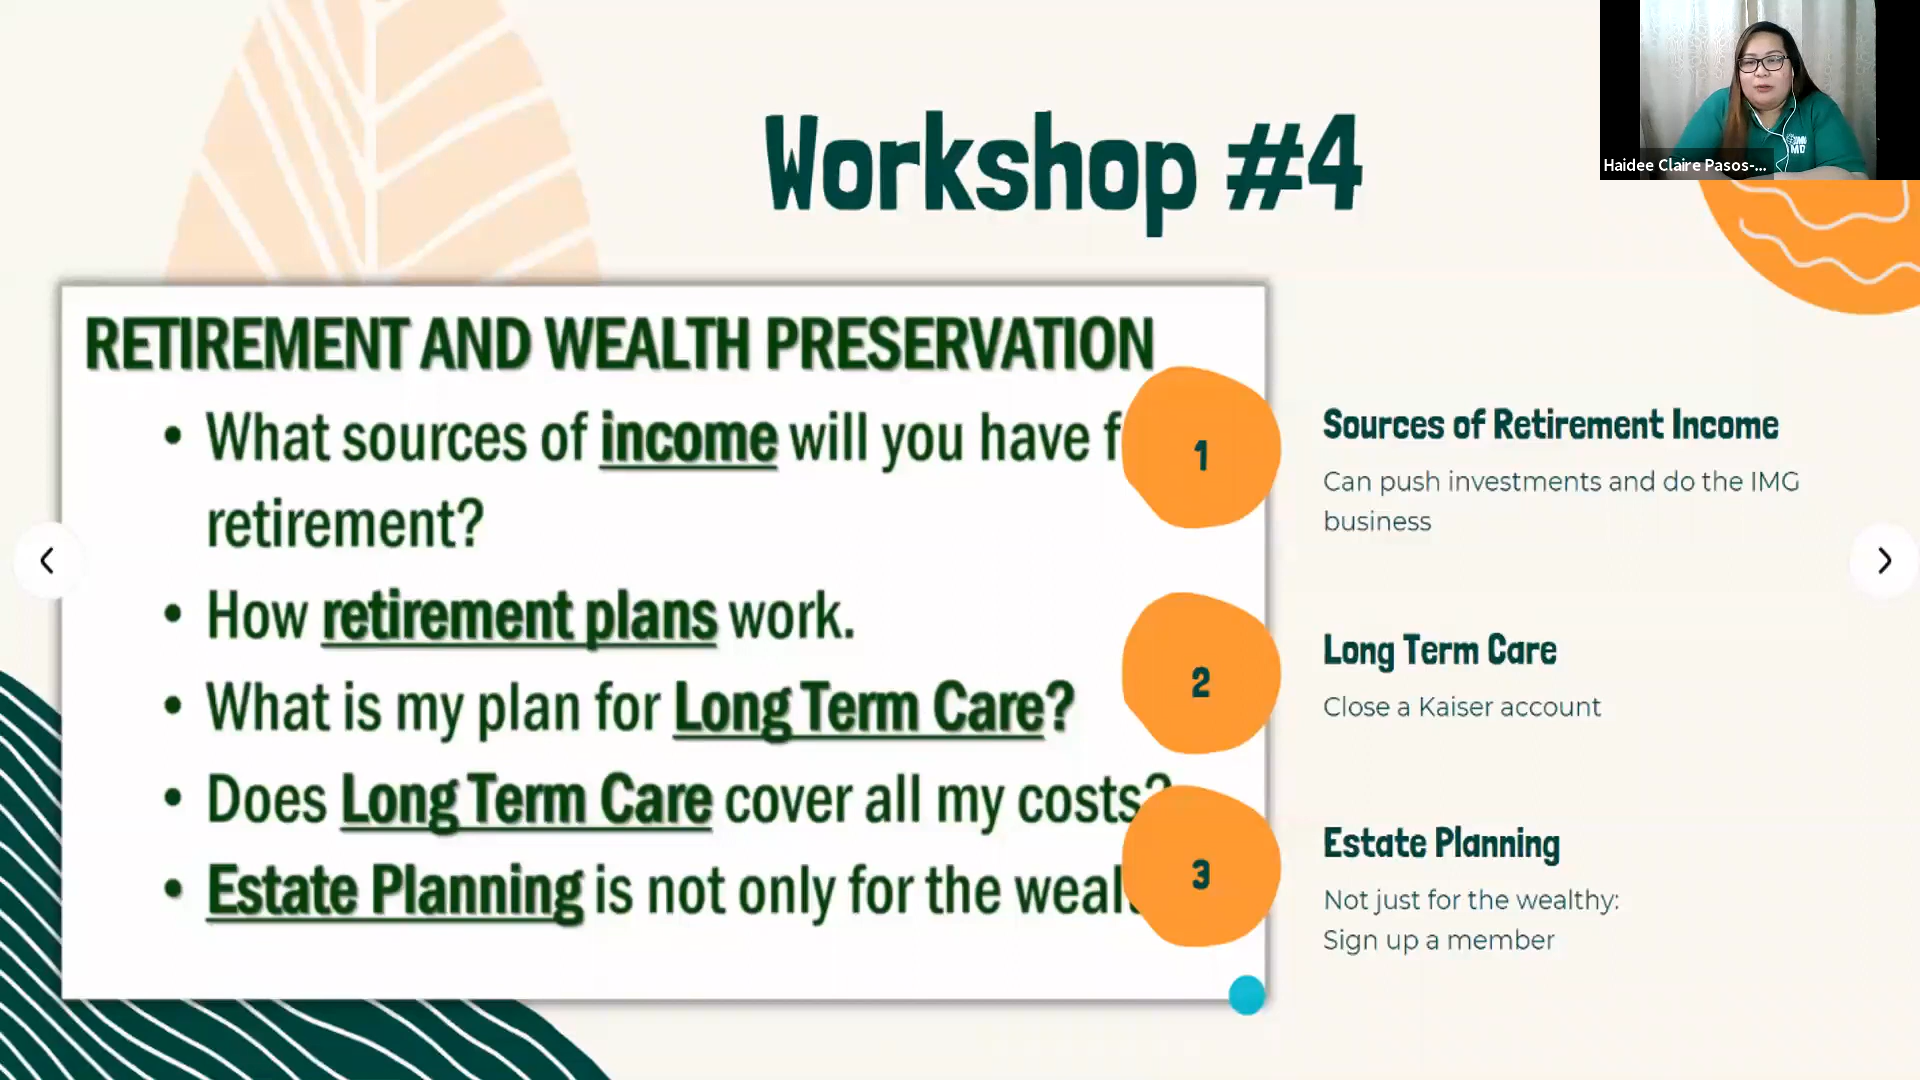 Workshop #4
Haidee Claire Pasos-...
RETIREMENT AND WEALTH PRESERVATION
• What sources of income will you have f
retirement?
• How retirement plans work.
• What is my plan for Long Term Care?
• Does Long Term Care cover all my costs?
• Estate Planning is not only for the weal
1
Sources of Retirement Income
Can push investments and do the IMG
business
2
Long Term Care
Close a Kaiser account
3
Estate Planning
Not just for the wealthy:
Sign up a member